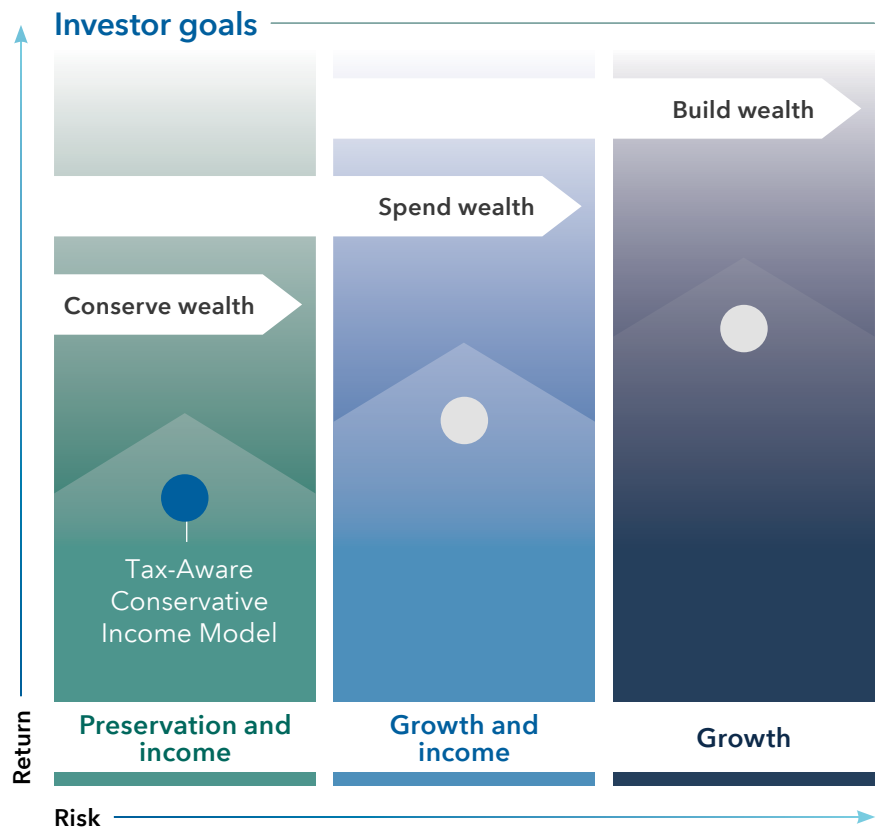 Investor goals
Build wealth
Spend wealth
Conserve wealth
Tax-Aware
Conservative
Income Model
Return
Preservation and
income
Growth and
income
Growth
Risk